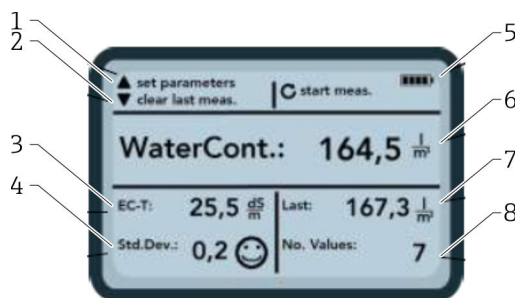 1
2
3
4
5
6
7
8
▲ set parameters
▼ clear last meas.
start meas.
WaterCont.: 164,5 l/m³
EC-T: 25,5 dS/m
Last: 167,3 l/m³
Std.Dev.: 0,2
No. Values: 7